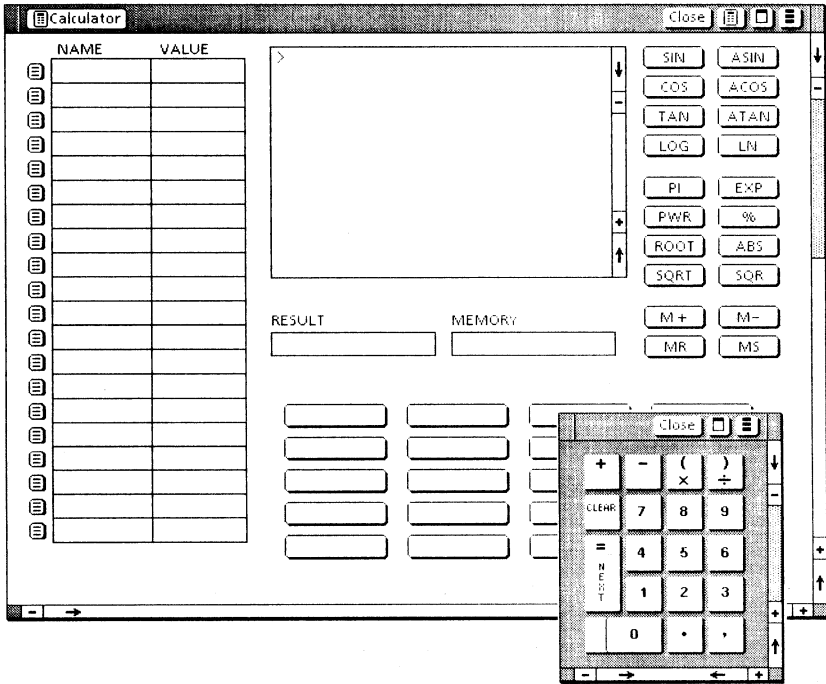 Calculator Close
NAME VALUE
>
SIN ASIN
COS ACOS
TAN ATAN
LOG LN
PI EXP
PWR %
ROOT ABS
SQRT SQR
RESULT MEMORY
M+ M-
MR MS
Close
+ - ( )
× ÷
CLEAR 7 8 9
= 4 5 6
NEXT
1 2 3
0 . ,